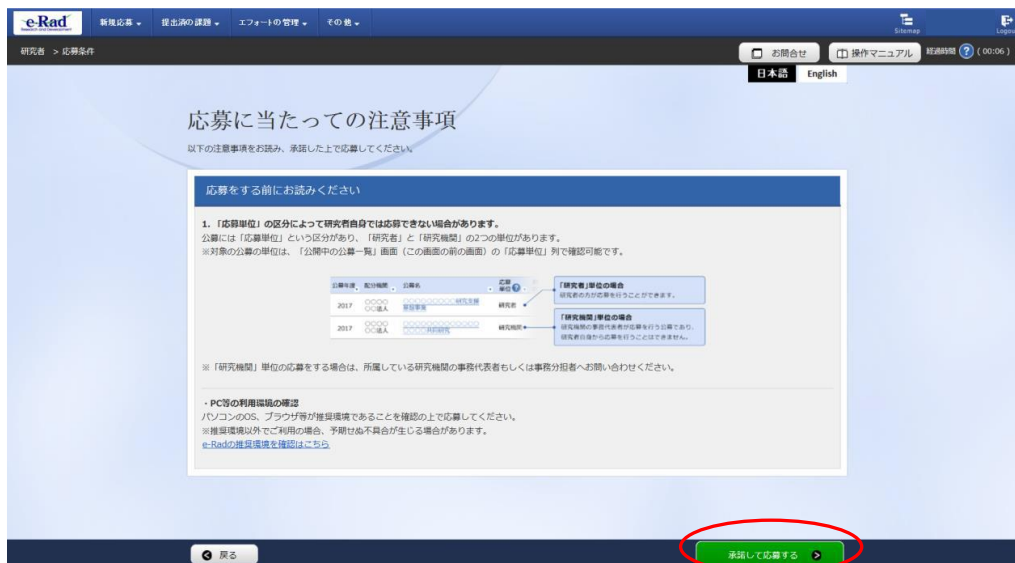 e-Rad
新規応募
提出済の課題
エフォートの管理
その他
Sitemap
Logou
研究者 > 応募条件
お問合せ
操作マニュアル
経過時間 ? ( 00:06 )
日本語
English
応募に当たっての注意事項
以下の注意事項をお読み、承諾した上で応募してください。
応募をする前にお読みください
1. 「応募単位」の区分によって研究者自身では応募できない場合があります。
公募には「応募単位」という区分があり、「研究者」と「研究機関」の2つの単位があります。
※対象の公募の単位は、「公開中の公募一覧」画面（この画面の前の画面）の「応募単位」列で確認可能です。
公募年度
配分機関
公募名
応募
単位 ?
2017
○○○○
○○法人
研究者
2017
○○○○
○○法人
研究機関
「研究者」単位の場合
研究者の方が応募を行うことができます。
「研究機関」単位の場合
研究機関の事務代表者が応募を行う公募であり、
研究者自身からの応募を行うことはできません。
※「研究機関」単位の応募をする場合は、所属している研究機関の事務代表者もしくは事務分担者へお問い合わせください。
・PC等の利用環境の確認
パソコンのOS、ブラウザ等が推奨環境であることを確認の上で応募してください。
※推奨環境以外でご利用の場合、予期せぬ不具合が生じる場合があります。
e-Radの推奨環境を確認はこちら
戻る
承諾して応募する